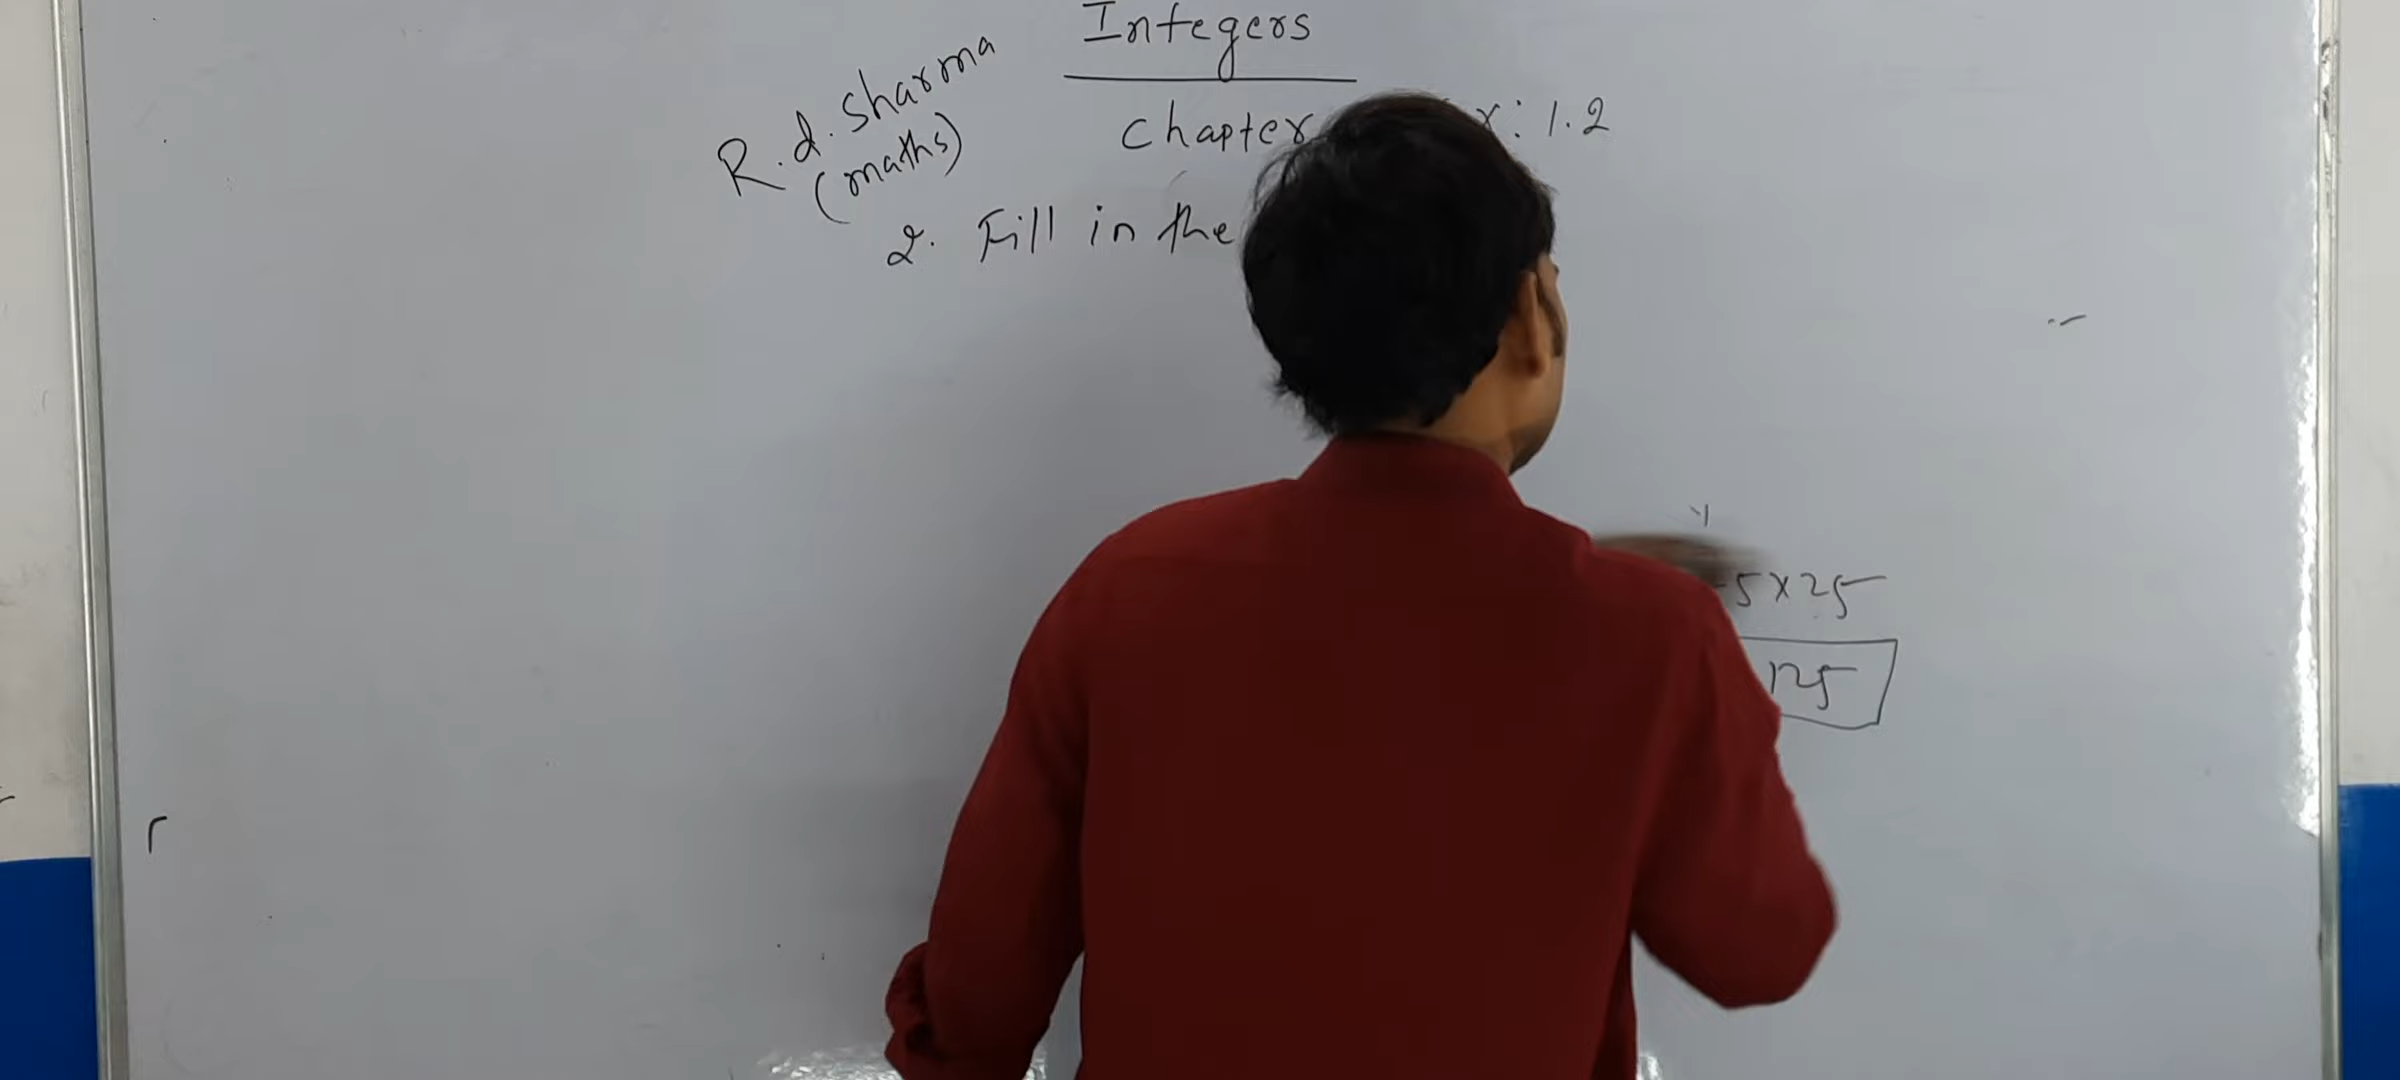 Integers
R.d. Sharma
(maths)
Chapter
x: 1.2
2. Fill in the
5x25
125